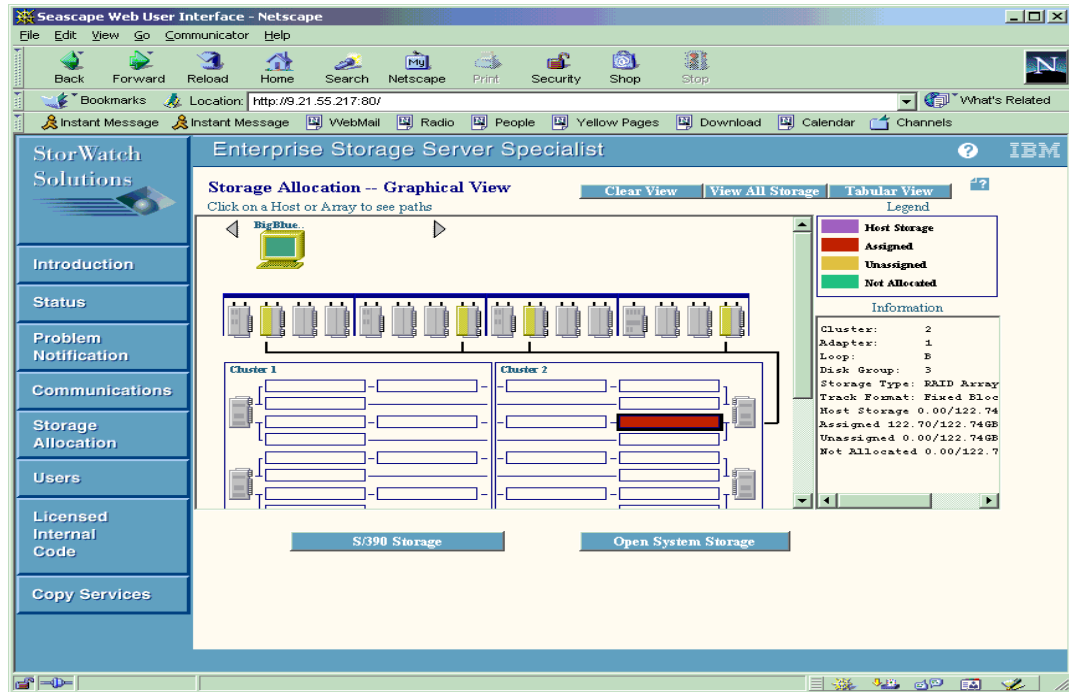 Seascape Web User Interface - Netscape
File Edit View Go Communicator Help
Back Forward Reload Home Search Netscape Print Security Shop Stop
My
N
Bookmarks Location: http://9.21.55.217:80/ What's Related
Instant Message Instant Message WebMail Radio People Yellow Pages Download Calendar Channels
StorWatch
Solutions
Enterprise Storage Server Specialist
?
IBM
Introduction
Status
Problem
Notification
Communications
Storage
Allocation
Users
Licensed
Internal
Code
Copy Services
Storage Allocation -- Graphical View
Clear View View All Storage Tabular View
?
Click on a Host or Array to see paths
BigBlue..
Cluster 1 Cluster 2
Legend
Host Storage
Assigned
Unassigned
Not Allocated
Information
Cluster: 2
Adapter: 1
Loop: B
Disk Group: 3
Storage Type: RAID Array
Track Format: Fixed Bloc
Host Storage 0.00/122.74
Assigned 122.70/122.74GB
Unassigned 0.00/122.74GB
Not Allocated 0.00/122.7
S/390 Storage Open System Storage